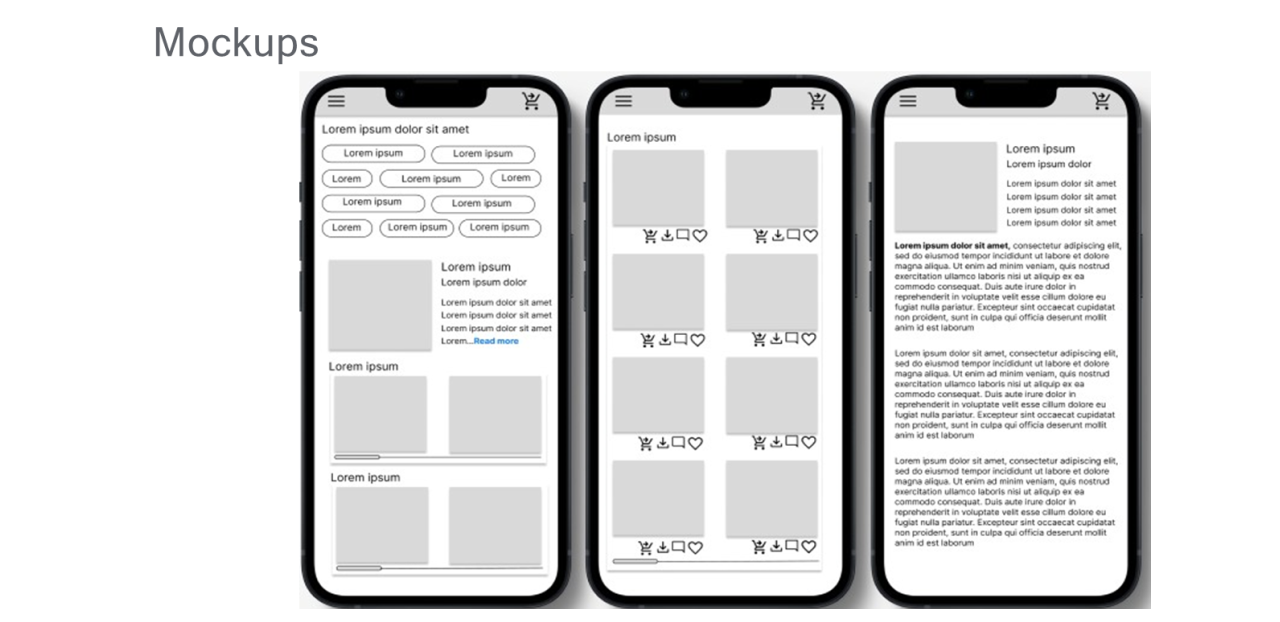 Mockups
Lorem ipsum dolor sit amet
Lorem ipsum
Lorem ipsum
Lorem
Lorem ipsum
Lorem
Lorem ipsum
Lorem ipsum
Lorem
Lorem ipsum
Lorem ipsum
Lorem ipsum
Lorem ipsum dolor
Lorem ipsum dolor sit amet
Lorem ipsum dolor sit amet
Lorem ipsum dolor sit amet
Lorem...Read more
Lorem ipsum
Lorem ipsum
Lorem ipsum
Lorem ipsum
Lorem ipsum dolor
Lorem ipsum dolor sit amet
Lorem ipsum dolor sit amet
Lorem ipsum dolor sit amet
Lorem ipsum dolor sit amet
Lorem ipsum dolor sit amet, consectetur adipiscing elit,
sed do eiusmod tempor incididunt ut labore et dolore
magna aliqua. Ut enim ad minim veniam, quis nostrud
exercitation ullamco laboris nisi ut aliquip ex ea
commodo consequat. Duis aute irure dolor in
reprehenderit in voluptate velit esse cillum dolore eu
fugiat nulla pariatur. Excepteur sint occaecat cupidatat
non proident, sunt in culpa qui officia deserunt mollit
anim id est laborum
Lorem ipsum dolor sit amet, consectetur adipiscing elit,
sed do eiusmod tempor incididunt ut labore et dolore
magna aliqua. Ut enim ad minim veniam, quis nostrud
exercitation ullamco laboris nisi ut aliquip ex ea
commodo consequat. Duis aute irure dolor in
reprehenderit in voluptate velit esse cillum dolore eu
fugiat nulla pariatur. Excepteur sint occaecat cupidatat
non proident, sunt in culpa qui officia deserunt mollit
anim id est laborum
Lorem ipsum dolor sit amet, consectetur adipiscing elit,
sed do eiusmod tempor incididunt ut labore et dolore
magna aliqua. Ut enim ad minim veniam, quis nostrud
exercitation ullamco laboris nisi ut aliquip ex ea
commodo consequat. Duis aute irure dolor in
reprehenderit in voluptate velit esse cillum dolore eu
fugiat nulla pariatur. Excepteur sint occaecat cupidatat
non proident, sunt in culpa qui officia deserunt mollit
anim id est laborum